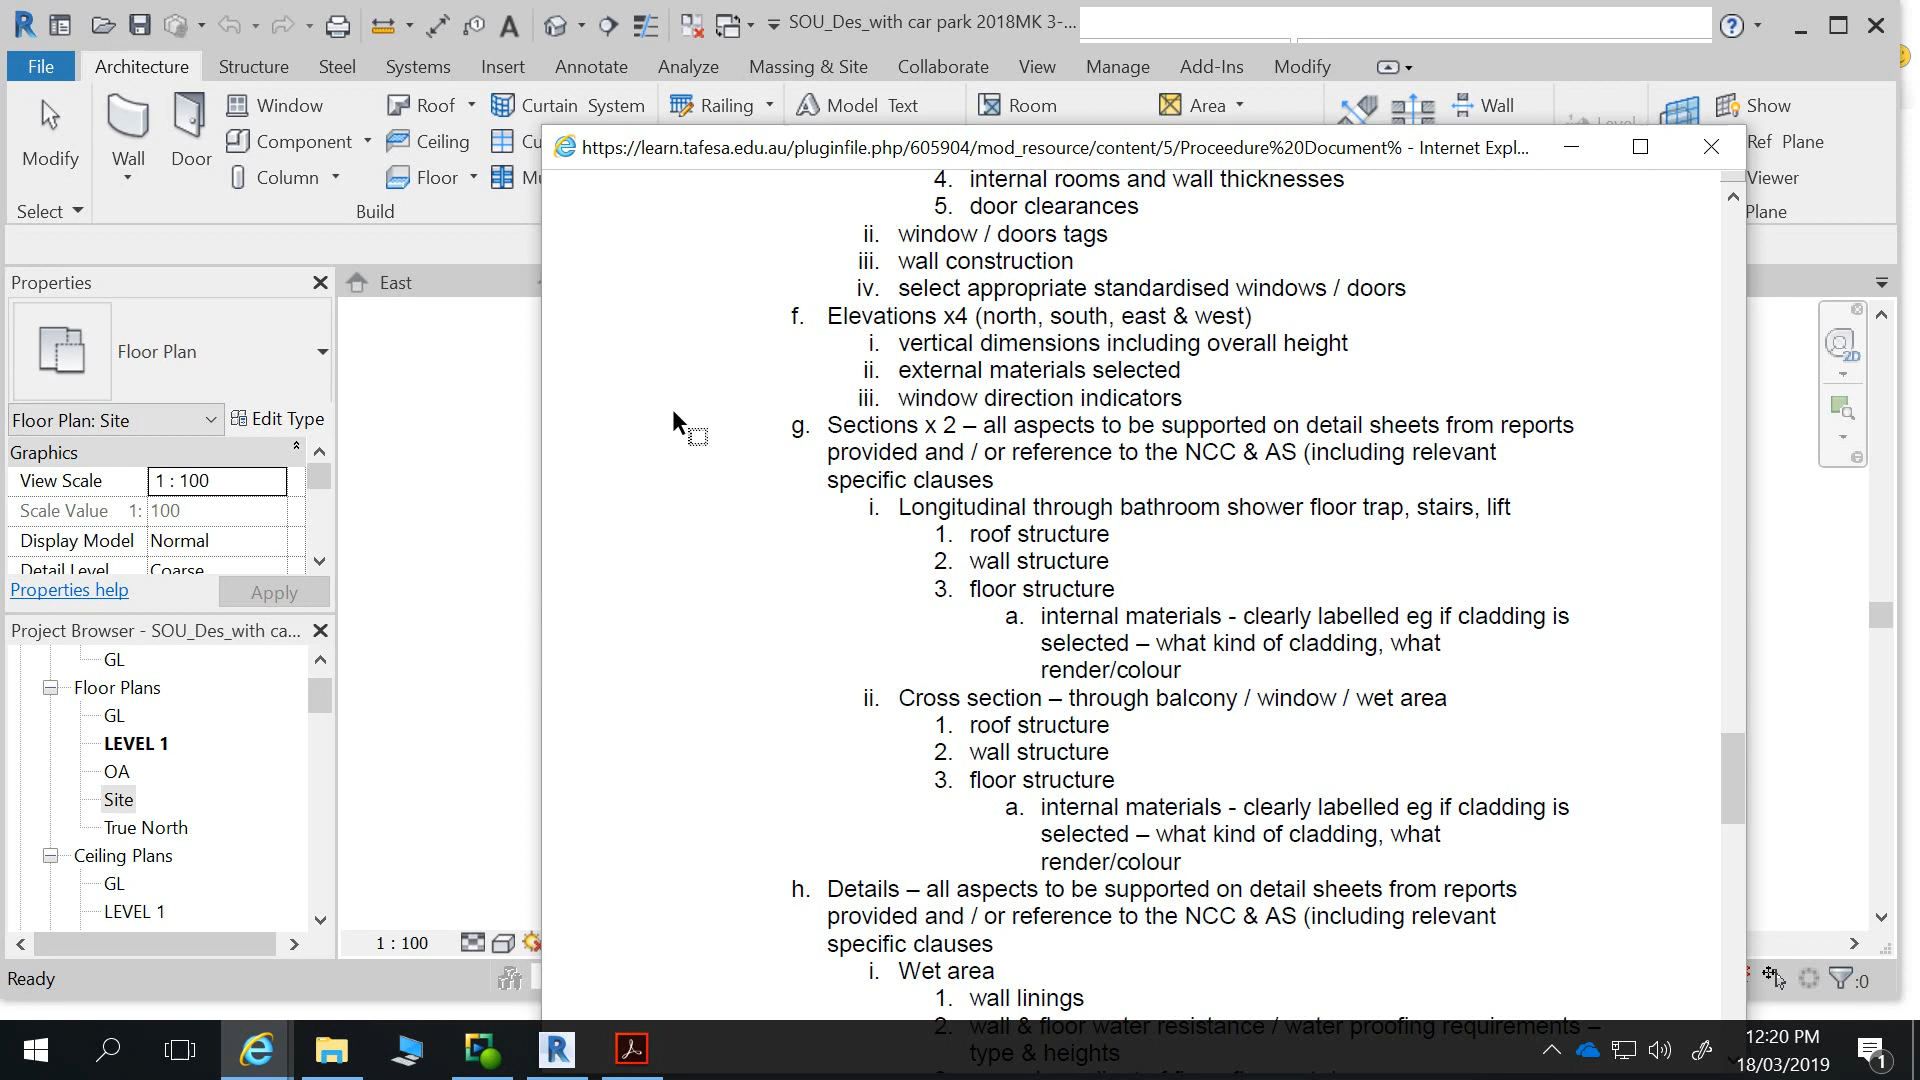 SOU_Des_with car park 2018MK 3-...
File Architecture Structure Steel Systems Insert Annotate Analyze Massing & Site Collaborate View Manage Add-Ins Modify
Modify
Wall
Door
Window
Component
Column
Roof
Ceiling
Floor
Curtain System
Cu
Mu
Railing
Model Text
Room
Area
Wall
Level
Show
Ref Plane
Viewer
Select
Build
Plane
https://learn.tafesa.edu.au/pluginfile.php/605904/mod_resource/content/5/Proceedure%20Document% - Internet Expl...
4. internal rooms and wall thicknesses
5. door clearances
ii. window / doors tags
iii. wall construction
iv. select appropriate standardised windows / doors
f. Elevations x4 (north, south, east & west)
i. vertical dimensions including overall height
ii. external materials selected
iii. window direction indicators
g. Sections x 2 – all aspects to be supported on detail sheets from reports
provided and / or reference to the NCC & AS (including relevant
specific clauses
i. Longitudinal through bathroom shower floor trap, stairs, lift
1. roof structure
2. wall structure
3. floor structure
a. internal materials - clearly labelled eg if cladding is
selected – what kind of cladding, what
render/colour
ii. Cross section – through balcony / window / wet area
1. roof structure
2. wall structure
3. floor structure
a. internal materials - clearly labelled eg if cladding is
selected – what kind of cladding, what
render/colour
h. Details – all aspects to be supported on detail sheets from reports
provided and / or reference to the NCC & AS (including relevant
specific clauses
i. Wet area
1. wall linings
2. wall & floor water resistance / water proofing requirements –
type & heights
Properties
East
Floor Plan
Floor Plan: Site
Edit Type
Graphics
View Scale 1 : 100
Scale Value 1: 100
Display Model Normal
Detail Level Coarse
Properties help
Apply
Project Browser - SOU_Des_with ca...
GL
Floor Plans
GL
LEVEL 1
OA
Site
True North
Ceiling Plans
GL
LEVEL 1
1 : 100
Ready
2D
:0
12:20 PM
18/03/2019
1